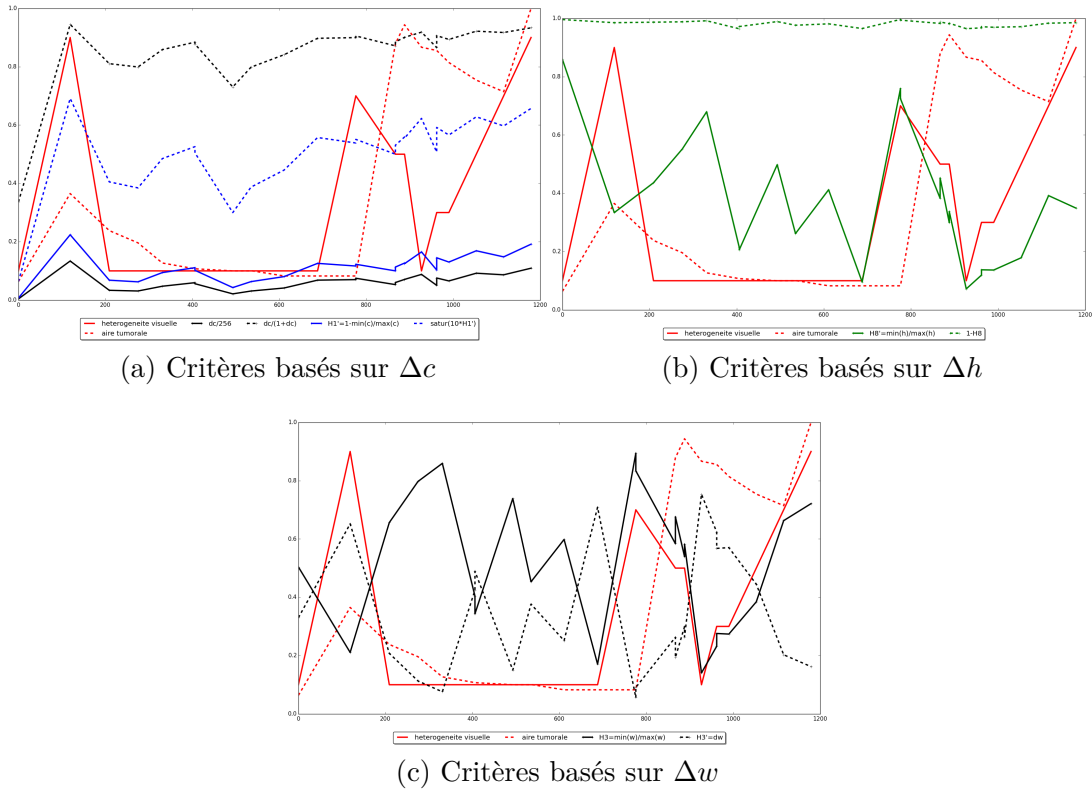 1.0
0.8
0.6
0.4
0.2
0.0
0 200 400 600 800 1000 1200
heterogeneite visuelle dc/256 dc/(1+dc) H1'=1-min(c)/max(c) satur(10*H1')
aire tumorale
(a) Critères basés sur Δc
1.0
0.8
0.6
0.4
0.2
0.0
0 200 400 600 800 1000 1200
heterogeneite visuelle aire tumorale H8'=min(h)/max(h) 1-H8
(b) Critères basés sur Δh
1.0
0.8
0.6
0.4
0.2
0.0
0 200 400 600 800 1000 1200
heterogeneite visuelle aire tumorale H3=min(w)/max(w) H3'=dw
(c) Critères basés sur Δw